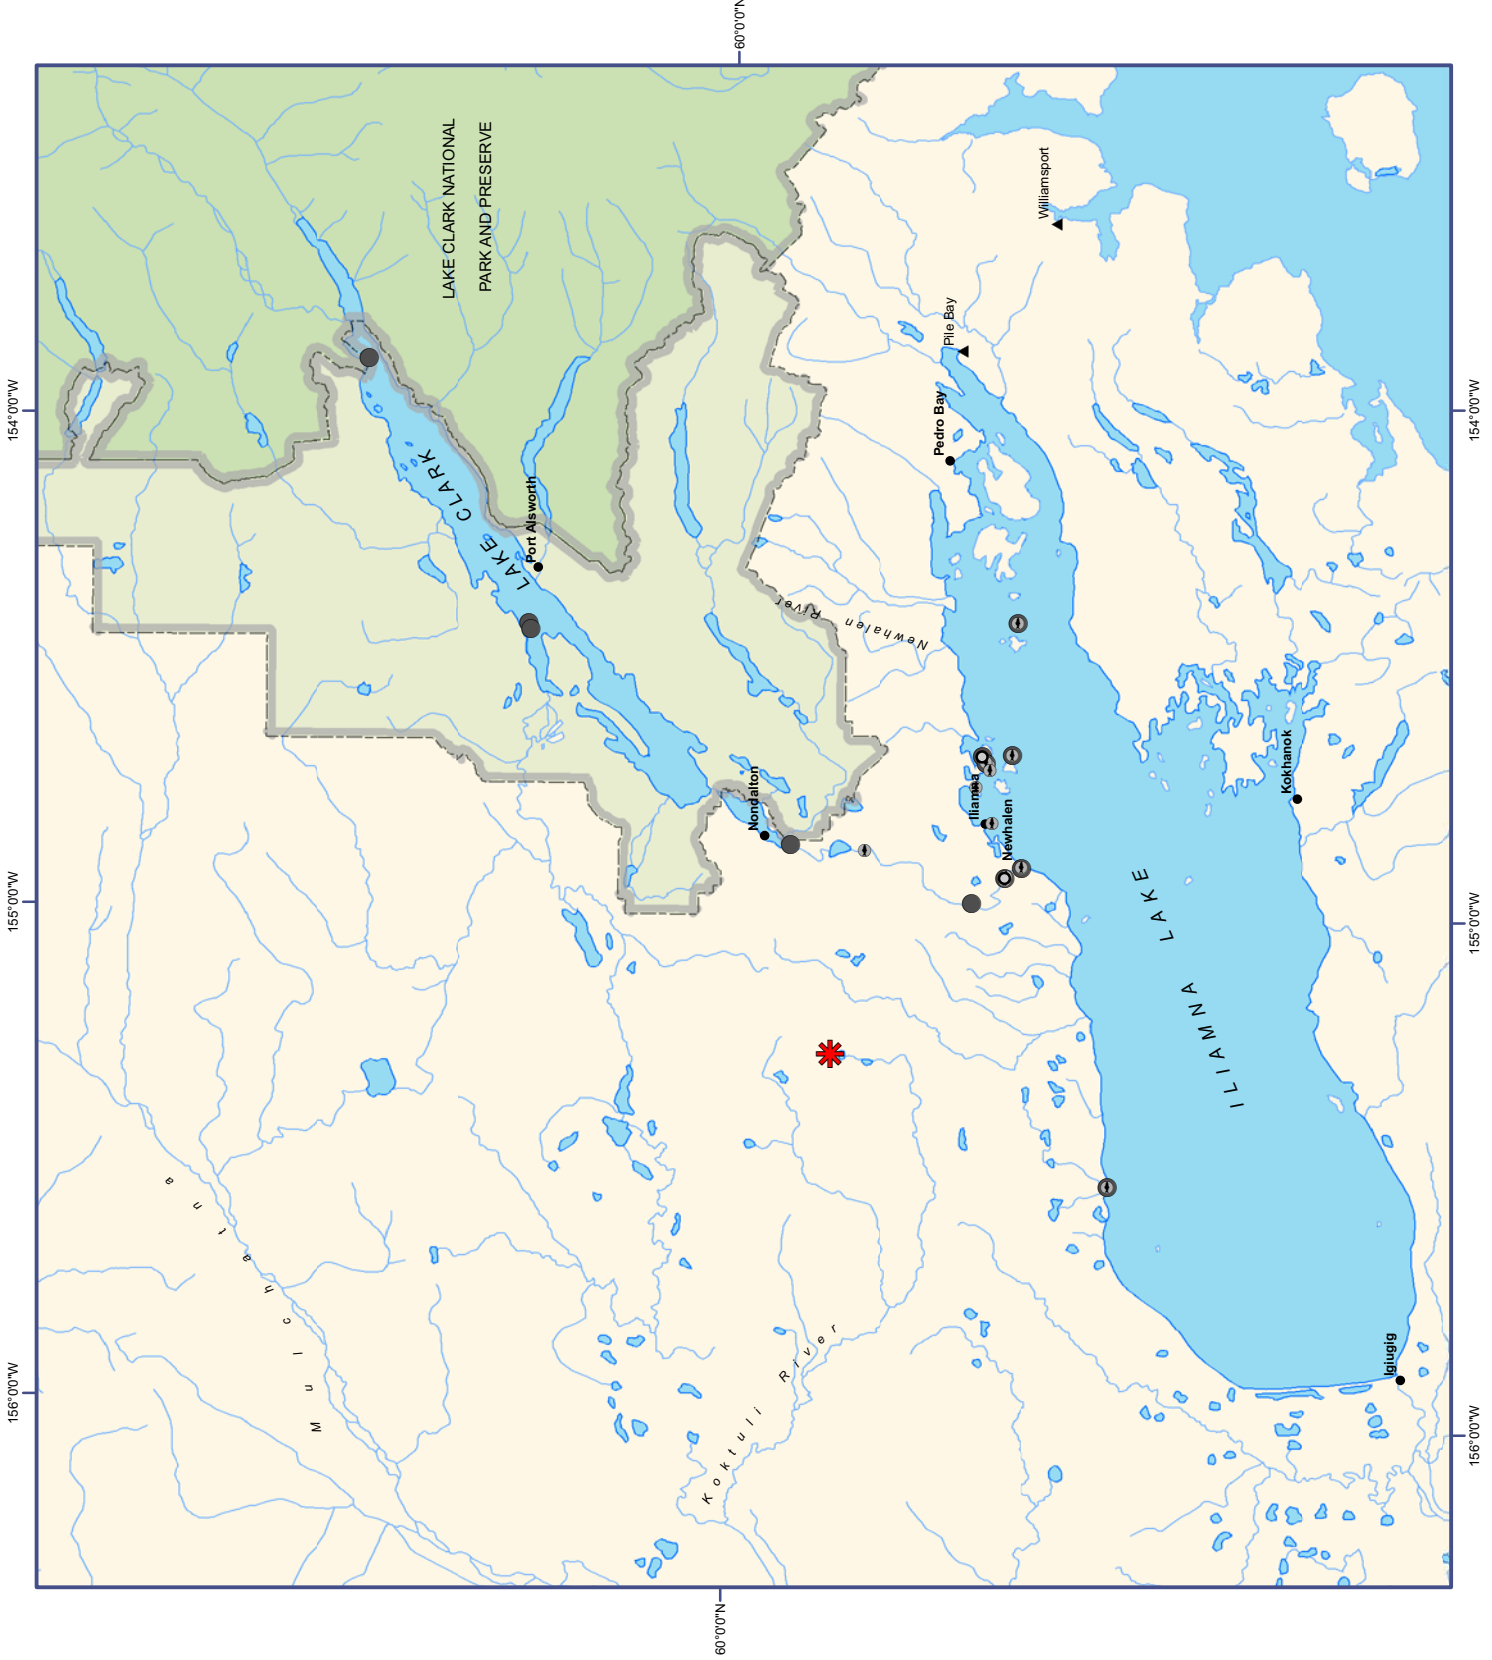 156°0'0"W
155°0'0"W
154°0'0"W
Mulchatna
LAKE CLARK NATIONAL
PARK AND PRESERVE
LAKE CLARK
Port Alsworth
60°0'0"N
60°0'0"N
Nondalton
Koktuli River
Newhalen River
Pedro Bay
Pile Bay
Iliamna
Newhalen
Williamsport
ILIAMNA LAKE
Kokhanok
Igiugig
156°0'0"W
155°0'0"W
154°0'0"W